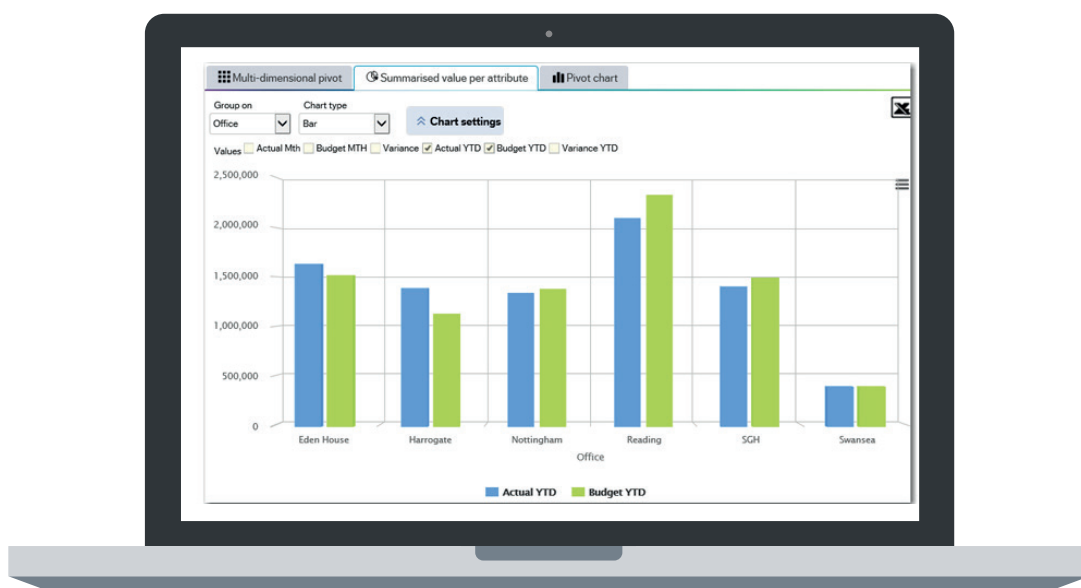 Multi-dimensional pivot Summarised value per attribute Pivot chart
Group on Chart type
Office Bar Chart settings
Values Actual Mth Budget MTH Variance Actual YTD Budget YTD Variance YTD
2,500,000
2,000,000
1,500,000
1,000,000
500,000
0
Eden House Harrogate Nottingham Reading SGH Swansea
Office
Actual YTD Budget YTD